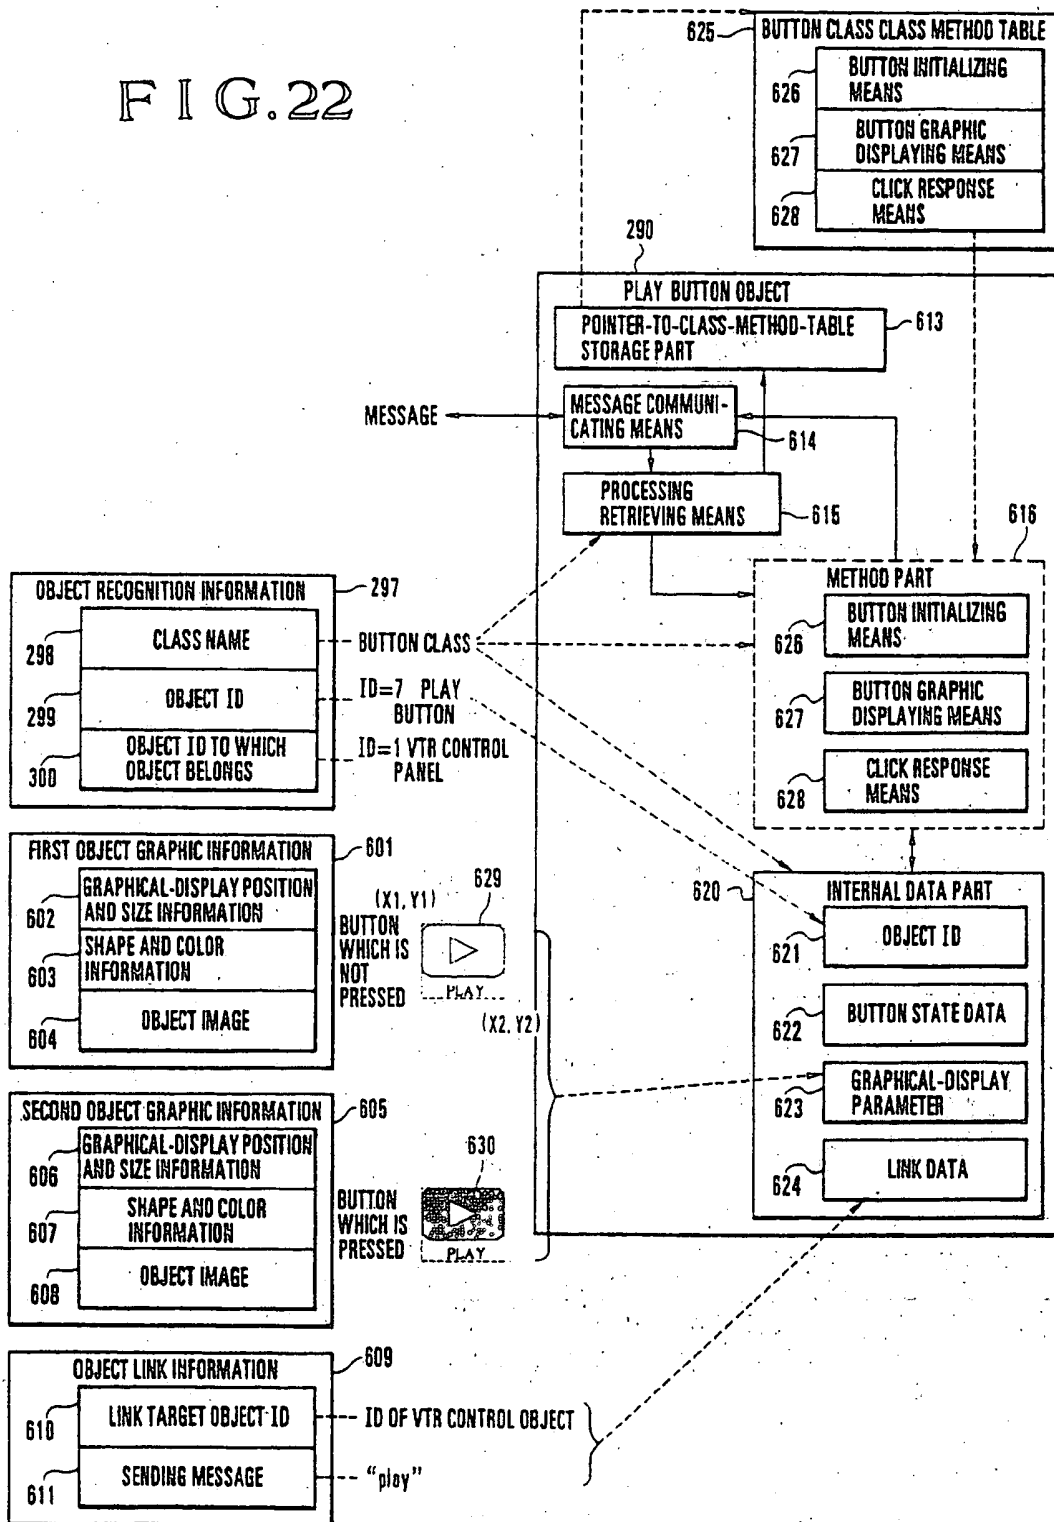 FIG.22
625
BUTTON CLASS CLASS METHOD TABLE
626
BUTTON INITIALIZING
MEANS
627
BUTTON GRAPHIC
DISPLAYING MEANS
628
CLICK RESPONSE
MEANS
290
PLAY BUTTON OBJECT
POINTER-TO-CLASS-METHOD-TABLE
STORAGE PART
613
MESSAGE
MESSAGE COMMUNI-
CATING MEANS
614
PROCESSING
RETRIEVING MEANS
615
616
METHOD PART
626
BUTTON INITIALIZING
MEANS
627
BUTTON GRAPHIC
DISPLAYING MEANS
628
CLICK RESPONSE
MEANS
OBJECT RECOGNITION INFORMATION
297
298
CLASS NAME
BUTTON CLASS
299
OBJECT ID
ID=7 PLAY
BUTTON
300
OBJECT ID TO WHICH
OBJECT BELONGS
ID=1 VTR CONTROL
PANEL
FIRST OBJECT GRAPHIC INFORMATION
601
602
GRAPHICAL-DISPLAY POSITION
AND SIZE INFORMATION
603
SHAPE AND COLOR
INFORMATION
604
OBJECT IMAGE
BUTTON
WHICH IS
NOT
PRESSED
(X1, Y1)
629
PLAY
(X2, Y2)
620
INTERNAL DATA PART
621
OBJECT ID
622
BUTTON STATE DATA
623
GRAPHICAL-DISPLAY
PARAMETER
624
LINK DATA
SECOND OBJECT GRAPHIC INFORMATION
605
606
GRAPHICAL-DISPLAY POSITION
AND SIZE INFORMATION
607
SHAPE AND COLOR
INFORMATION
608
OBJECT IMAGE
BUTTON
WHICH IS
PRESSED
630
PLAY
OBJECT LINK INFORMATION
609
610
LINK TARGET OBJECT ID
ID OF VTR CONTROL OBJECT
611
SENDING MESSAGE
"play"